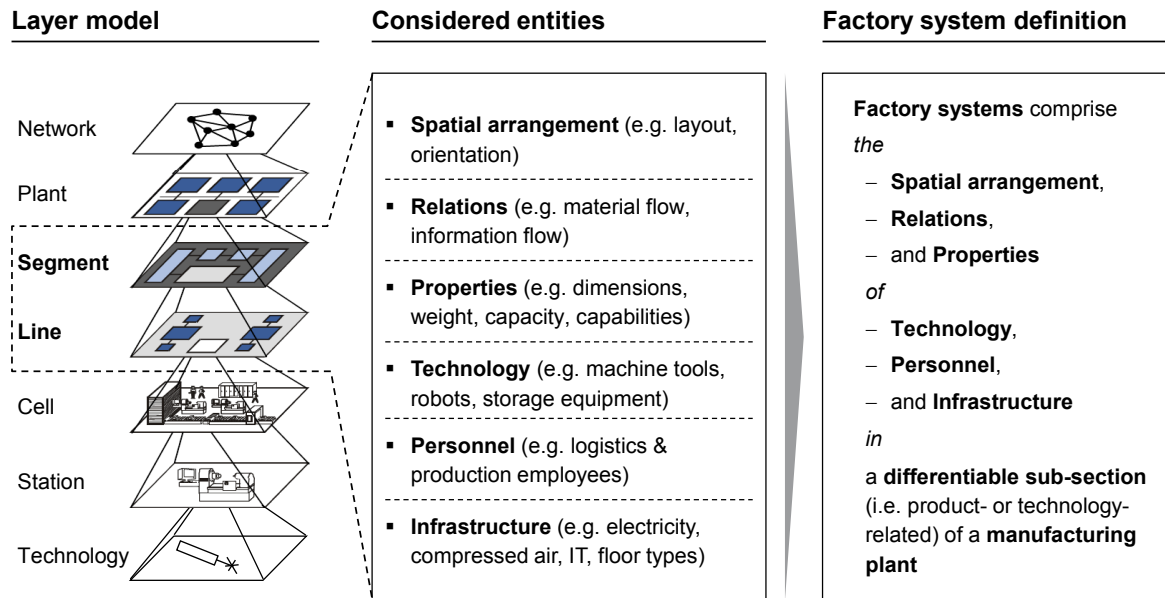 Layer model
Network
Plant
Segment
Line
Cell
Station
Technology
Considered entities
▪ Spatial arrangement (e.g. layout,
orientation)
▪ Relations (e.g. material flow,
information flow)
▪ Properties (e.g. dimensions,
weight, capacity, capabilities)
▪ Technology (e.g. machine tools,
robots, storage equipment)
▪ Personnel (e.g. logistics &
production employees)
▪ Infrastructure (e.g. electricity,
compressed air, IT, floor types)
Factory system definition
Factory systems comprise
the
– Spatial arrangement,
– Relations,
– and Properties
of
– Technology,
– Personnel,
– and Infrastructure
in
a differentiable sub-section
(i.e. product- or technology-
related) of a manufacturing
plant